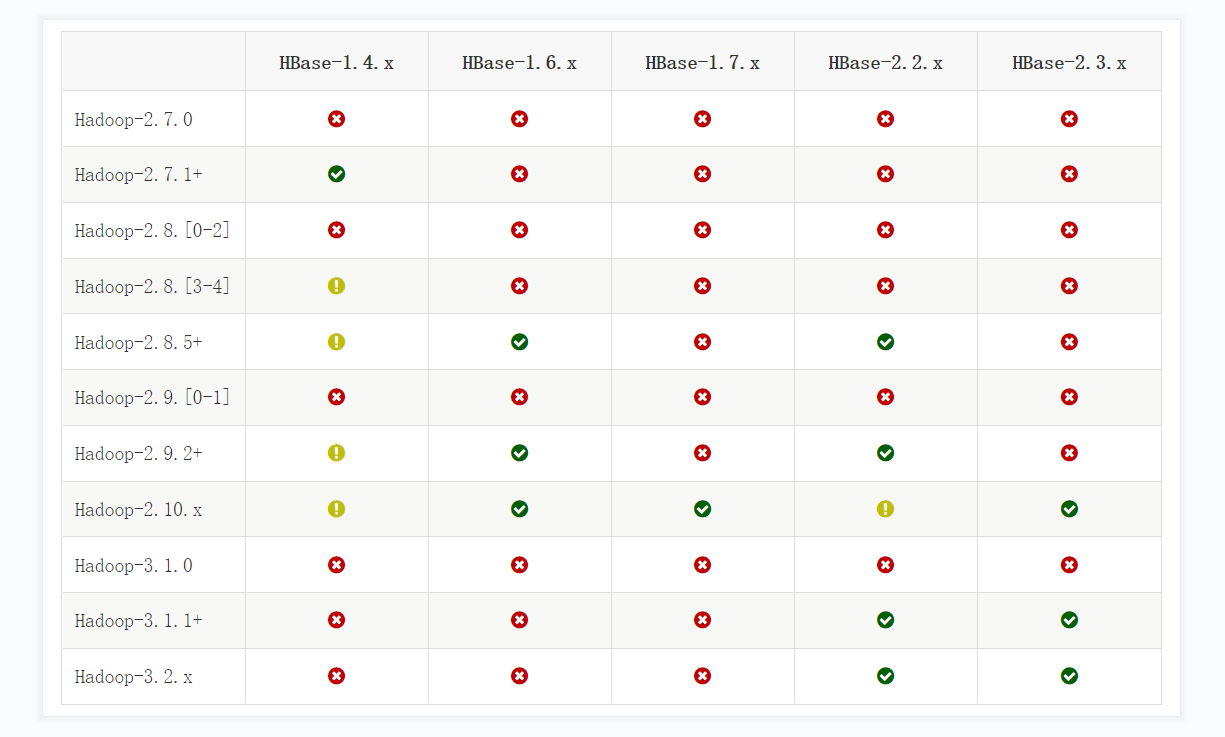 HBase-1.4.x HBase-1.6.x HBase-1.7.x HBase-2.2.x HBase-2.3.x
Hadoop-2.7.0
Hadoop-2.7.1+
Hadoop-2.8.[0-2]
Hadoop-2.8.[3-4]
Hadoop-2.8.5+
Hadoop-2.9.[0-1]
Hadoop-2.9.2+
Hadoop-2.10.x
Hadoop-3.1.0
Hadoop-3.1.1+
Hadoop-3.2.x